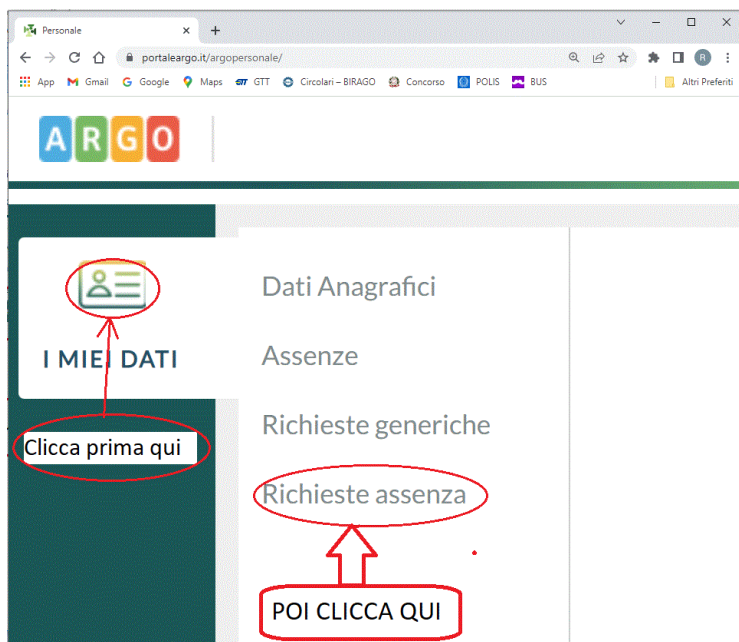 Personale
portaleargo.it/argopersonale/
R
App Gmail Google Maps GTT Circolari – BIRAGO Concorso POLIS BUS Altri Preferiti
ARGO
Dati Anagrafici
I MIEI DATI
Assenze
Richieste generiche
Clicca prima qui
Richieste assenza
POI CLICCA QUI